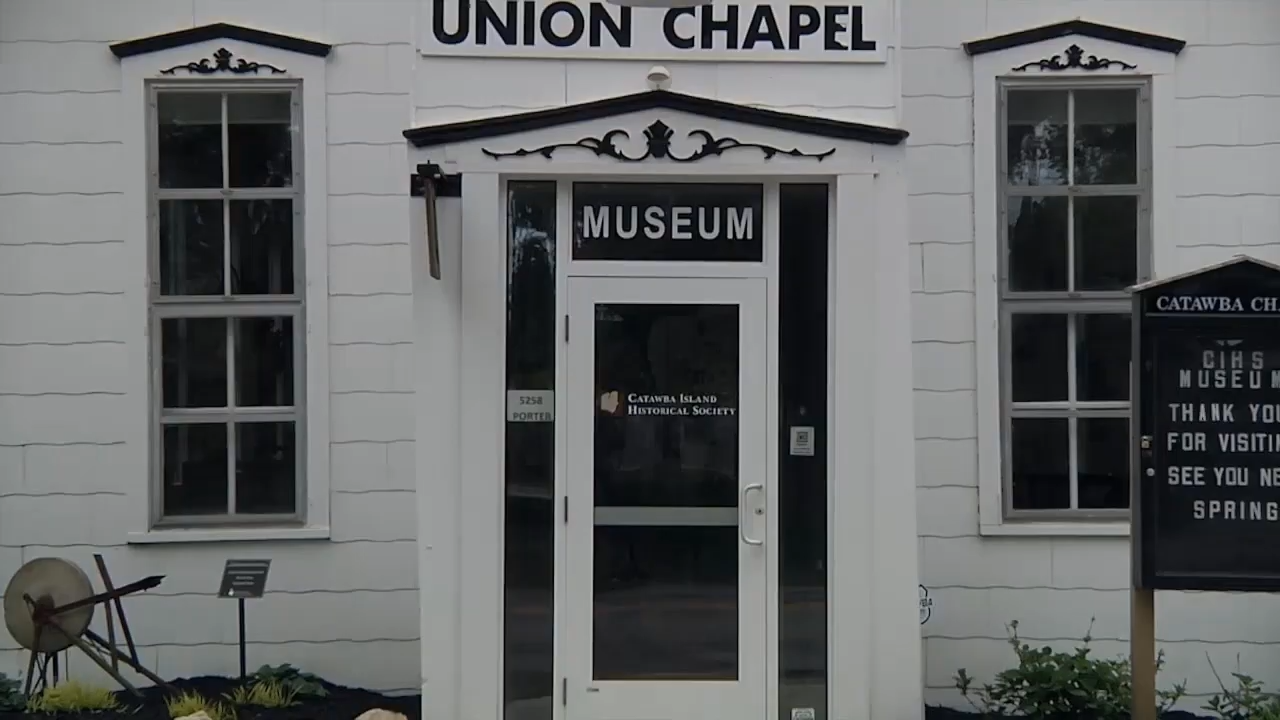 UNION CHAPEL
MUSEUM
5258
PORTER
CATAWBA ISLAND
HISTORICAL SOCIETY
CATAWBA CH
CIHS
MUSEUM
THANK YOU
FOR VISITIN
SEE YOU NE
SPRING